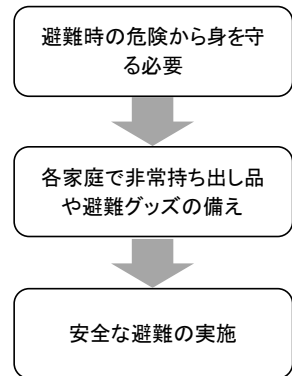 避難時の危険から身を守
る必要
各家庭で非常持ち出し品
や避難グッズの備え
安全な避難の実施